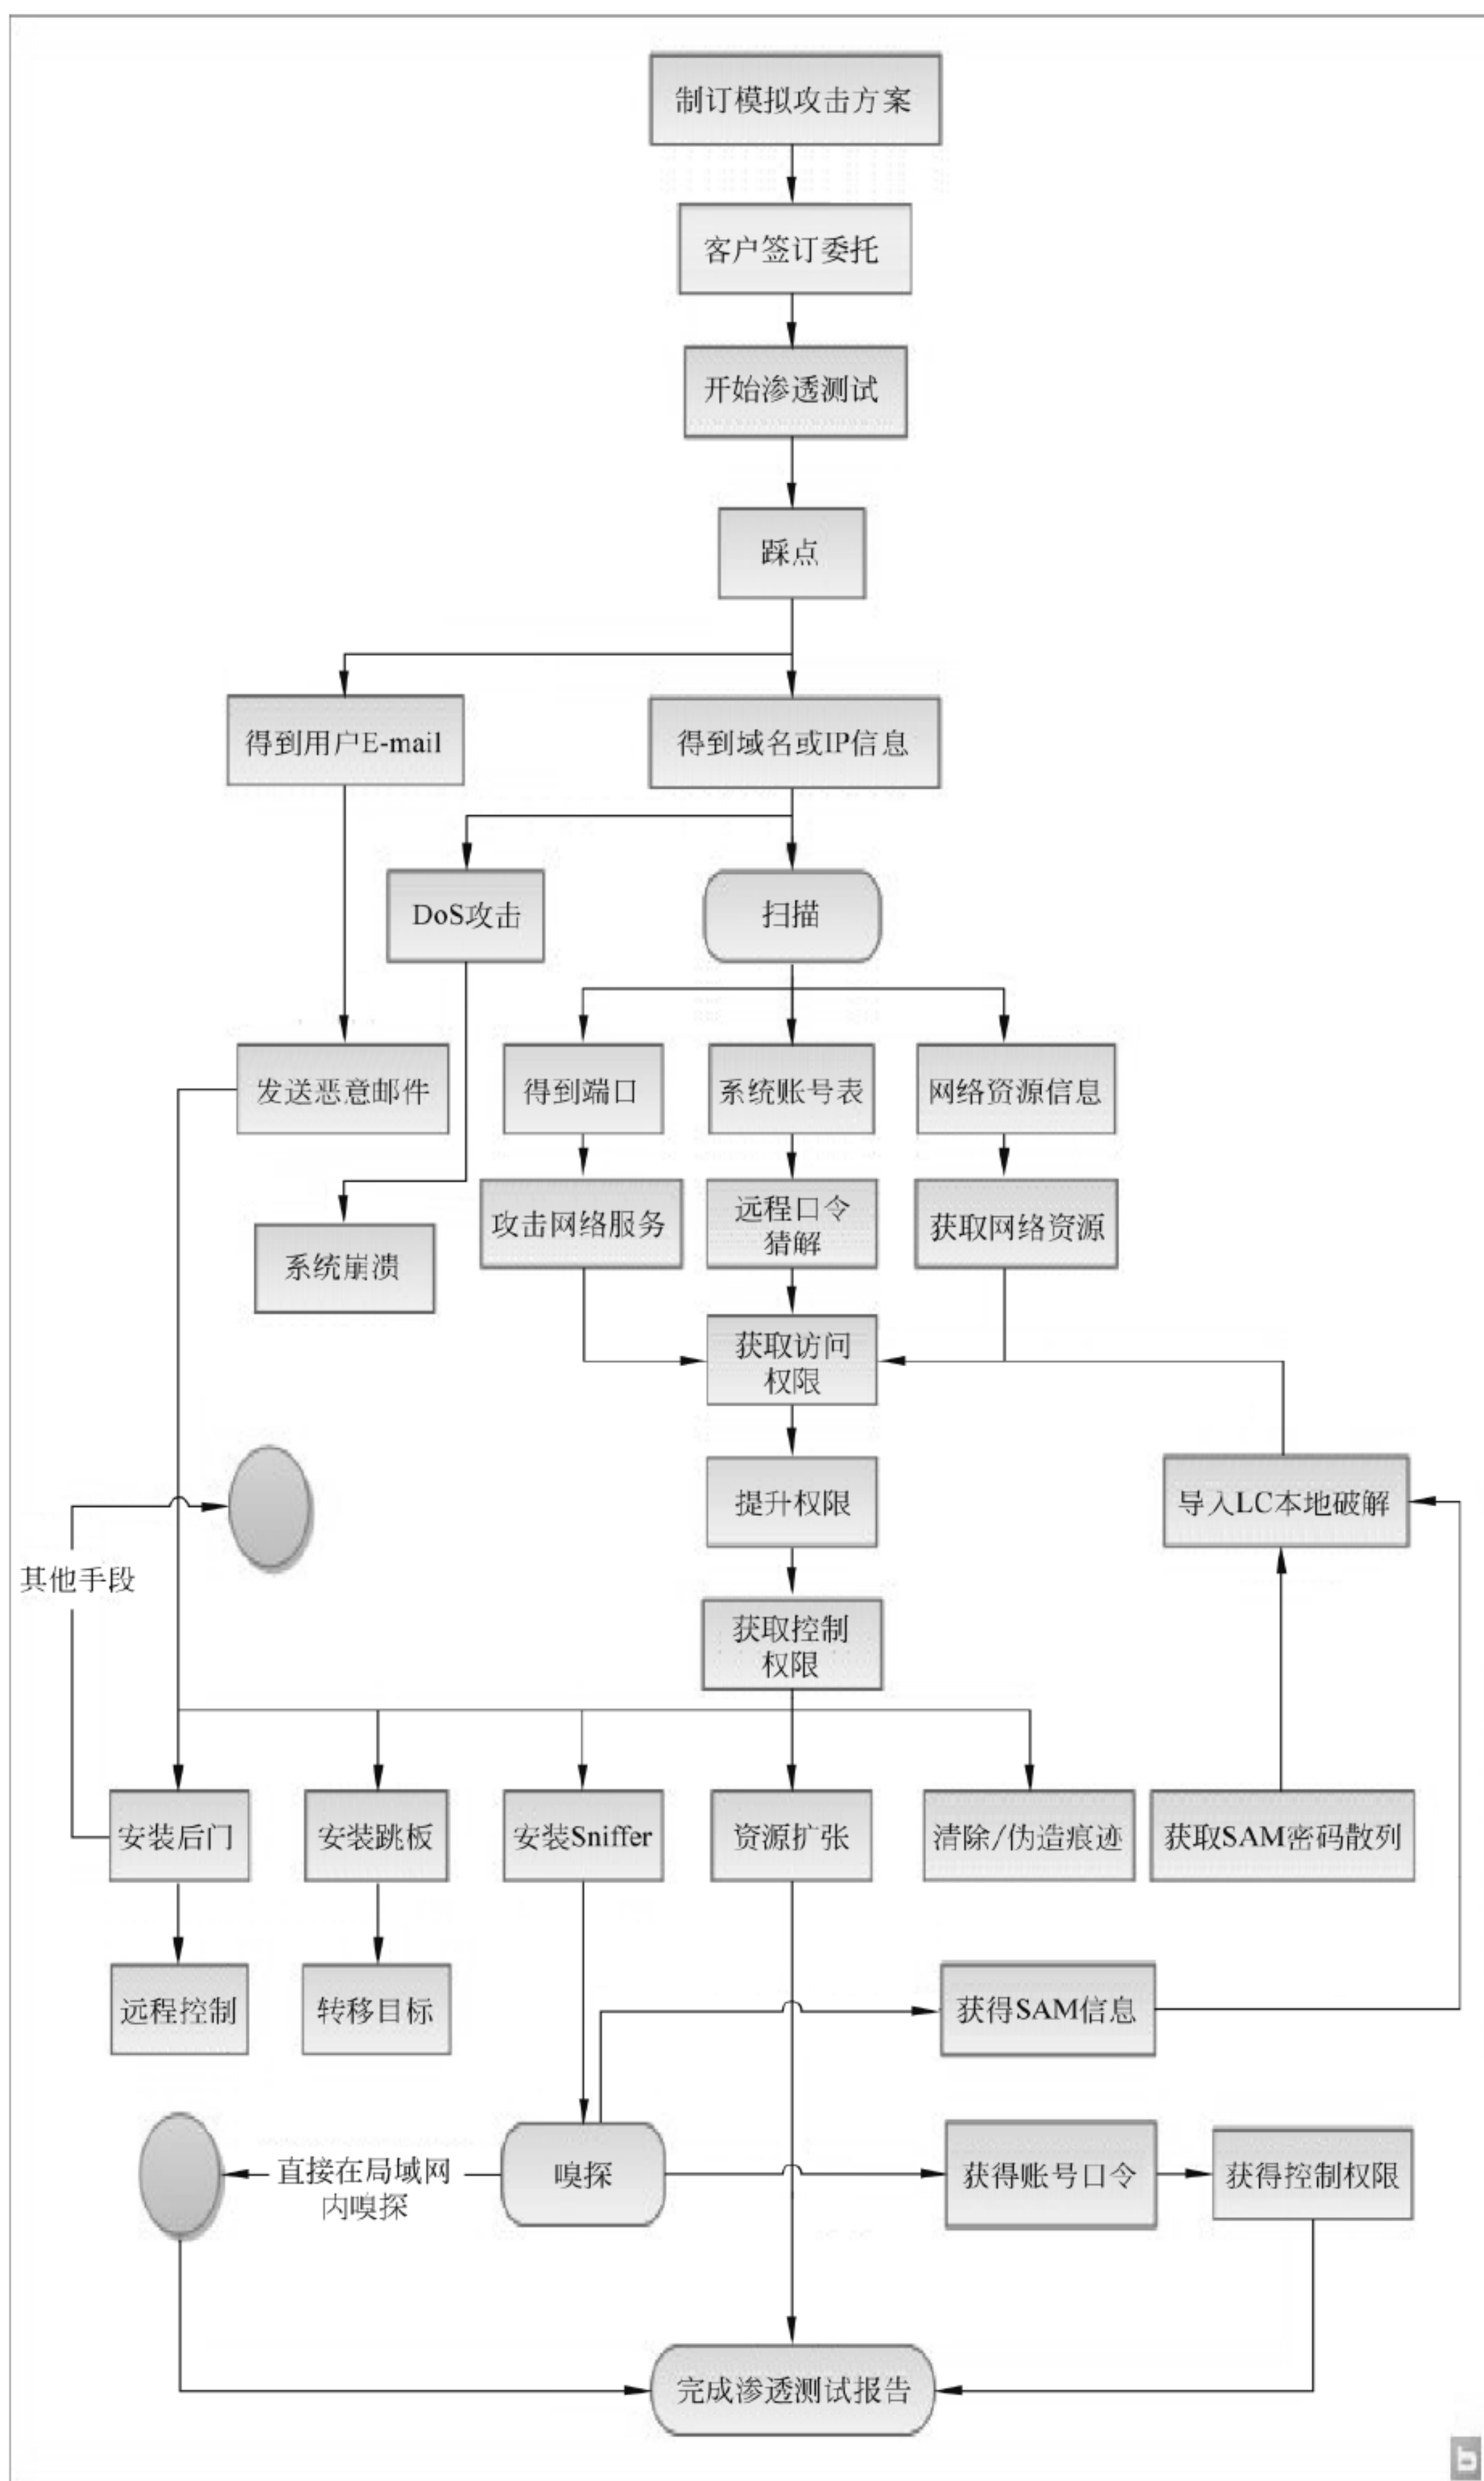 制订模拟攻击方案
客户签订委托
开始渗透测试
踩点
得到用户E-mail
得到域名或IP信息
DoS攻击
扫描
发送恶意邮件
得到端口
系统账号表
网络资源信息
系统崩溃
攻击网络服务
远程口令
猜解
获取网络资源
获取访问
权限
提升权限
导入LC本地破解
其他手段
获取控制
权限
安装后门
安装跳板
安装Sniffer
资源扩张
清除/伪造痕迹
获取SAM密码散列
远程控制
转移目标
获得SAM信息
直接在局域网
内嗅探
嗅探
获得账号口令
获得控制权限
完成渗透测试报告
b